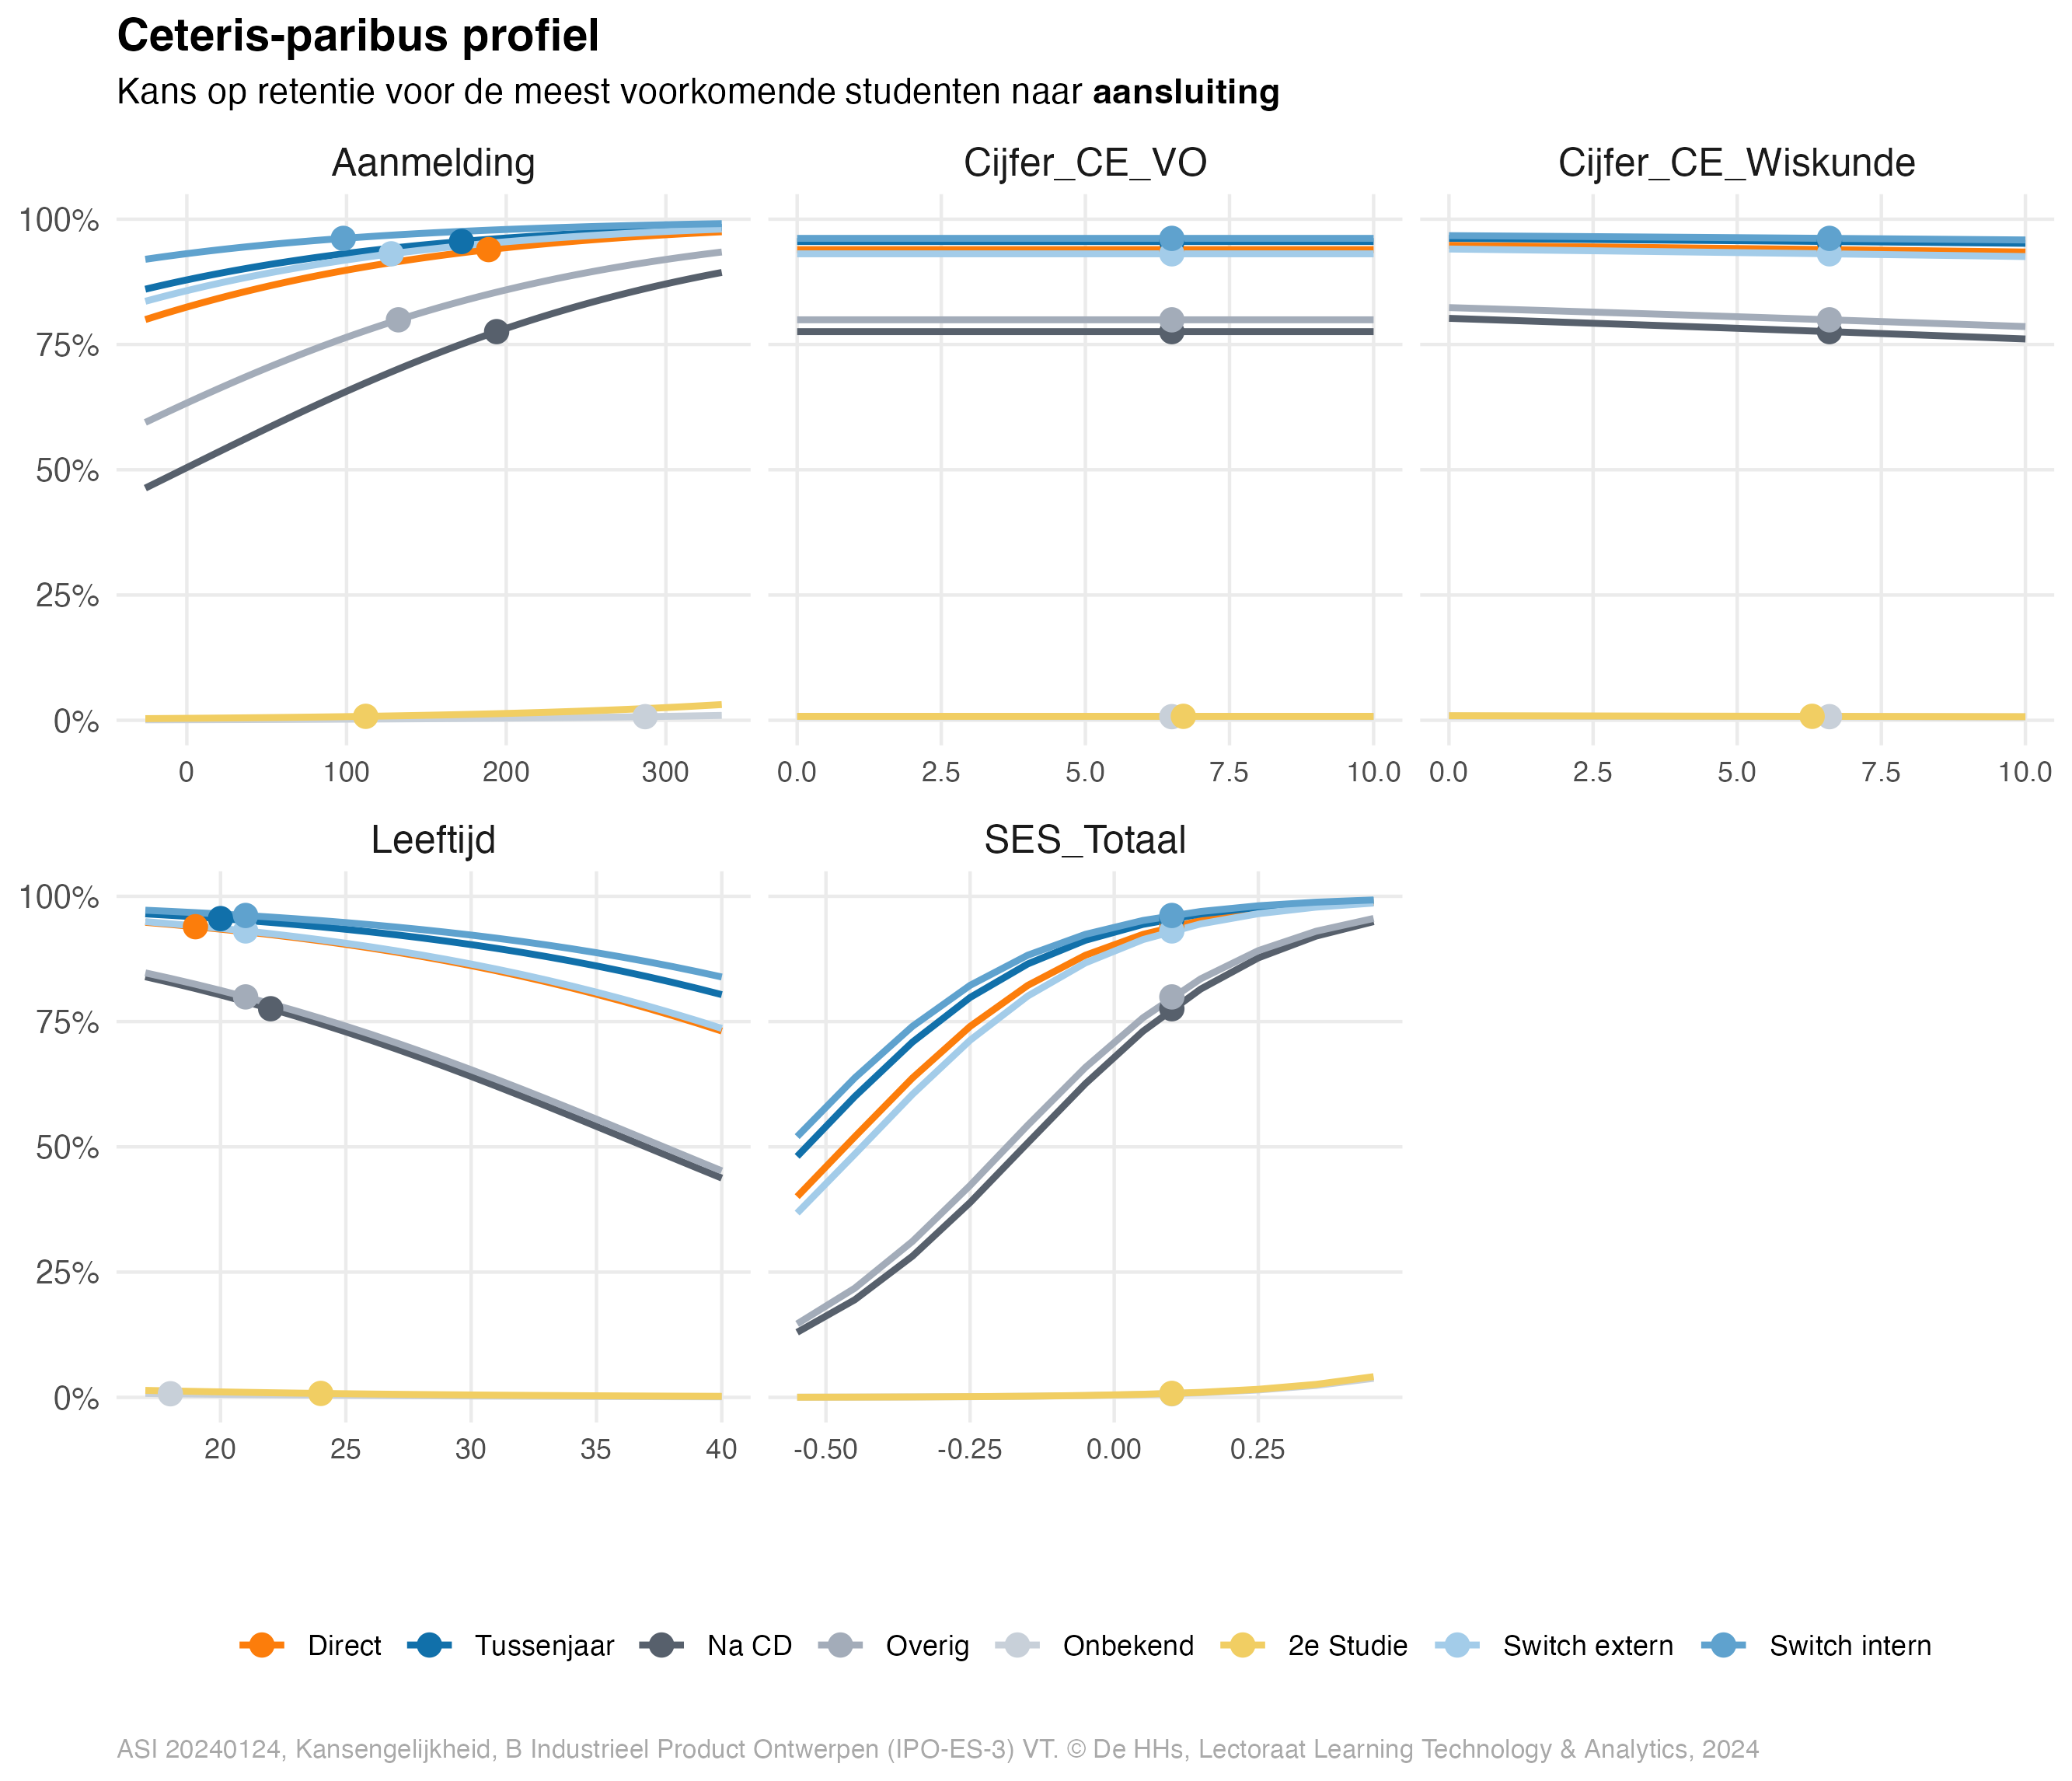 Ceteris-paribus profiel
Kans op retentie voor de meest voorkomende studenten naar aansluiting
Aanmelding Cijfer_CE_VO Cijfer_CE_Wiskunde
100%
75%
50%
25%
0%
0 100 200 300 0.0 2.5 5.0 7.5 10.0 0.0 2.5 5.0 7.5 10.0
Leeftijd SES_Totaal
100%
75%
50%
25%
0%
20 25 30 35 40 -0.50 -0.25 0.00 0.25
Direct Tussenjaar Na CD Overig Onbekend 2e Studie Switch extern Switch intern
ASI 20240124, Kansengelijkheid, B Industrieel Product Ontwerpen (IPO-ES-3) VT. © De HHs, Lectoraat Learning Technology & Analytics, 2024